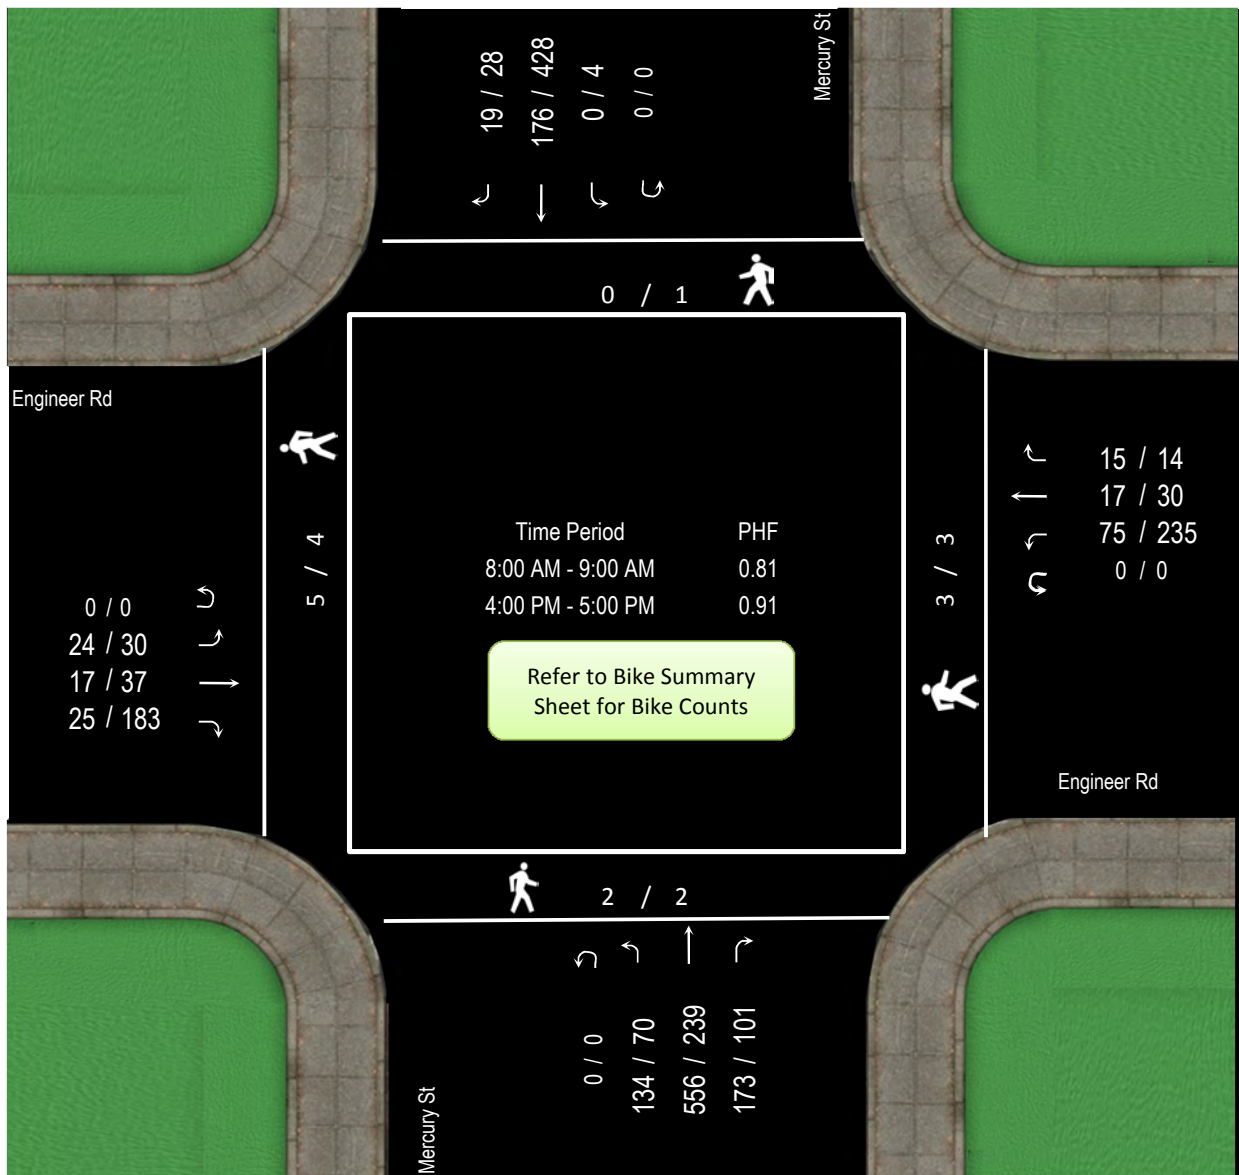 Mercury St
19 / 28
176 / 428
0 / 4
0 / 0
0 / 1
Engineer Rd
5 / 4
0 / 0
24 / 30
17 / 37
25 / 183
Time Period PHF
8:00 AM - 9:00 AM 0.81
4:00 PM - 5:00 PM 0.91
Refer to Bike Summary
Sheet for Bike Counts
3 / 3
15 / 14
17 / 30
75 / 235
0 / 0
Engineer Rd
2 / 2
0 / 0
134 / 70
556 / 239
173 / 101
Mercury St